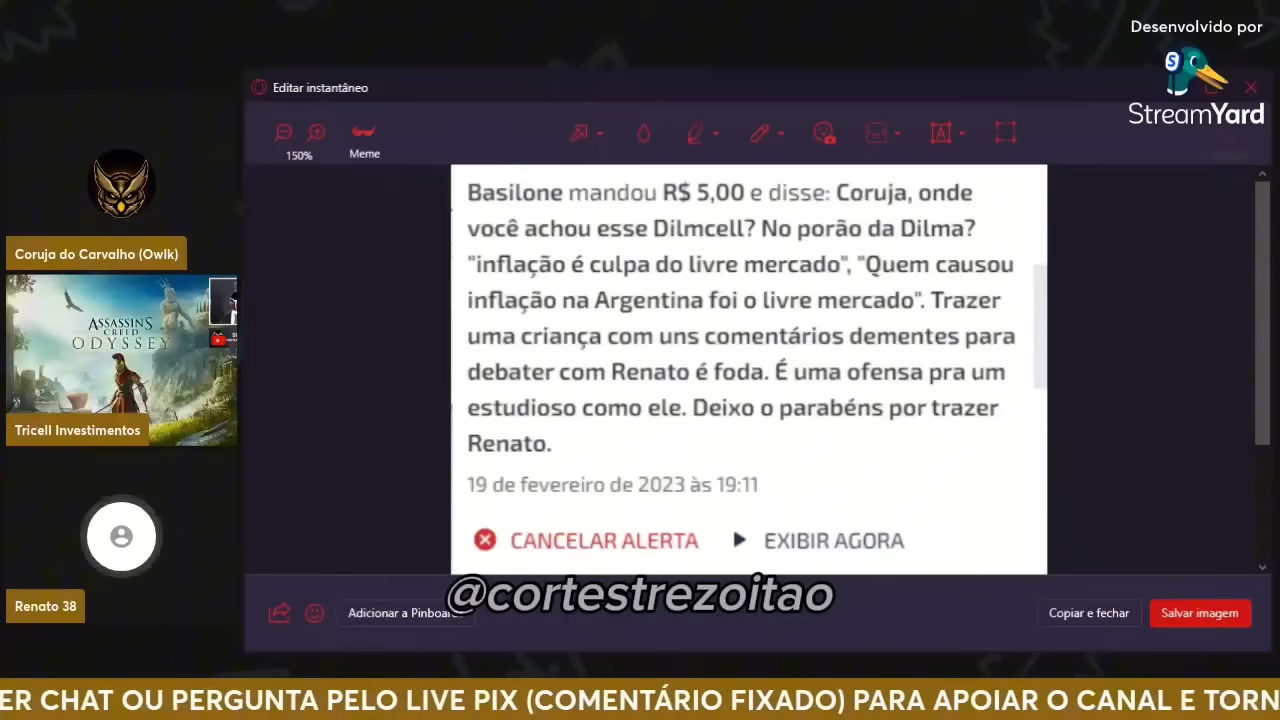 Desenvolvido por
StreamYard
Editar instantâneo
150%
Meme
Coruja do Carvalho (Owlk)
ASSASSINS
CREED
ODYSSEY
Tricell Investimentos
Renato 38
Basilone mandou R$ 5,00 e disse: Coruja, onde
você achou esse Dilmcell? No porão da Dilma?
"inflação é culpa do livre mercado", "Quem causou
inflação na Argentina foi o livre mercado". Trazer
uma criança com uns comentários dementes para
debater com Renato é foda. É uma ofensa pra um
estudioso como ele. Deixo o parabéns por trazer
Renato.
19 de fevereiro de 2023 às 19:11
CANCELAR ALERTA
EXIBIR AGORA
@cortestrezoitao
Adicionar a Pinboards
Copiar e fechar
Salvar imagem
ER CHAT OU PERGUNTA PELO LIVE PIX (COMENTÁRIO FIXADO) PARA APOIAR O CANAL E TORN